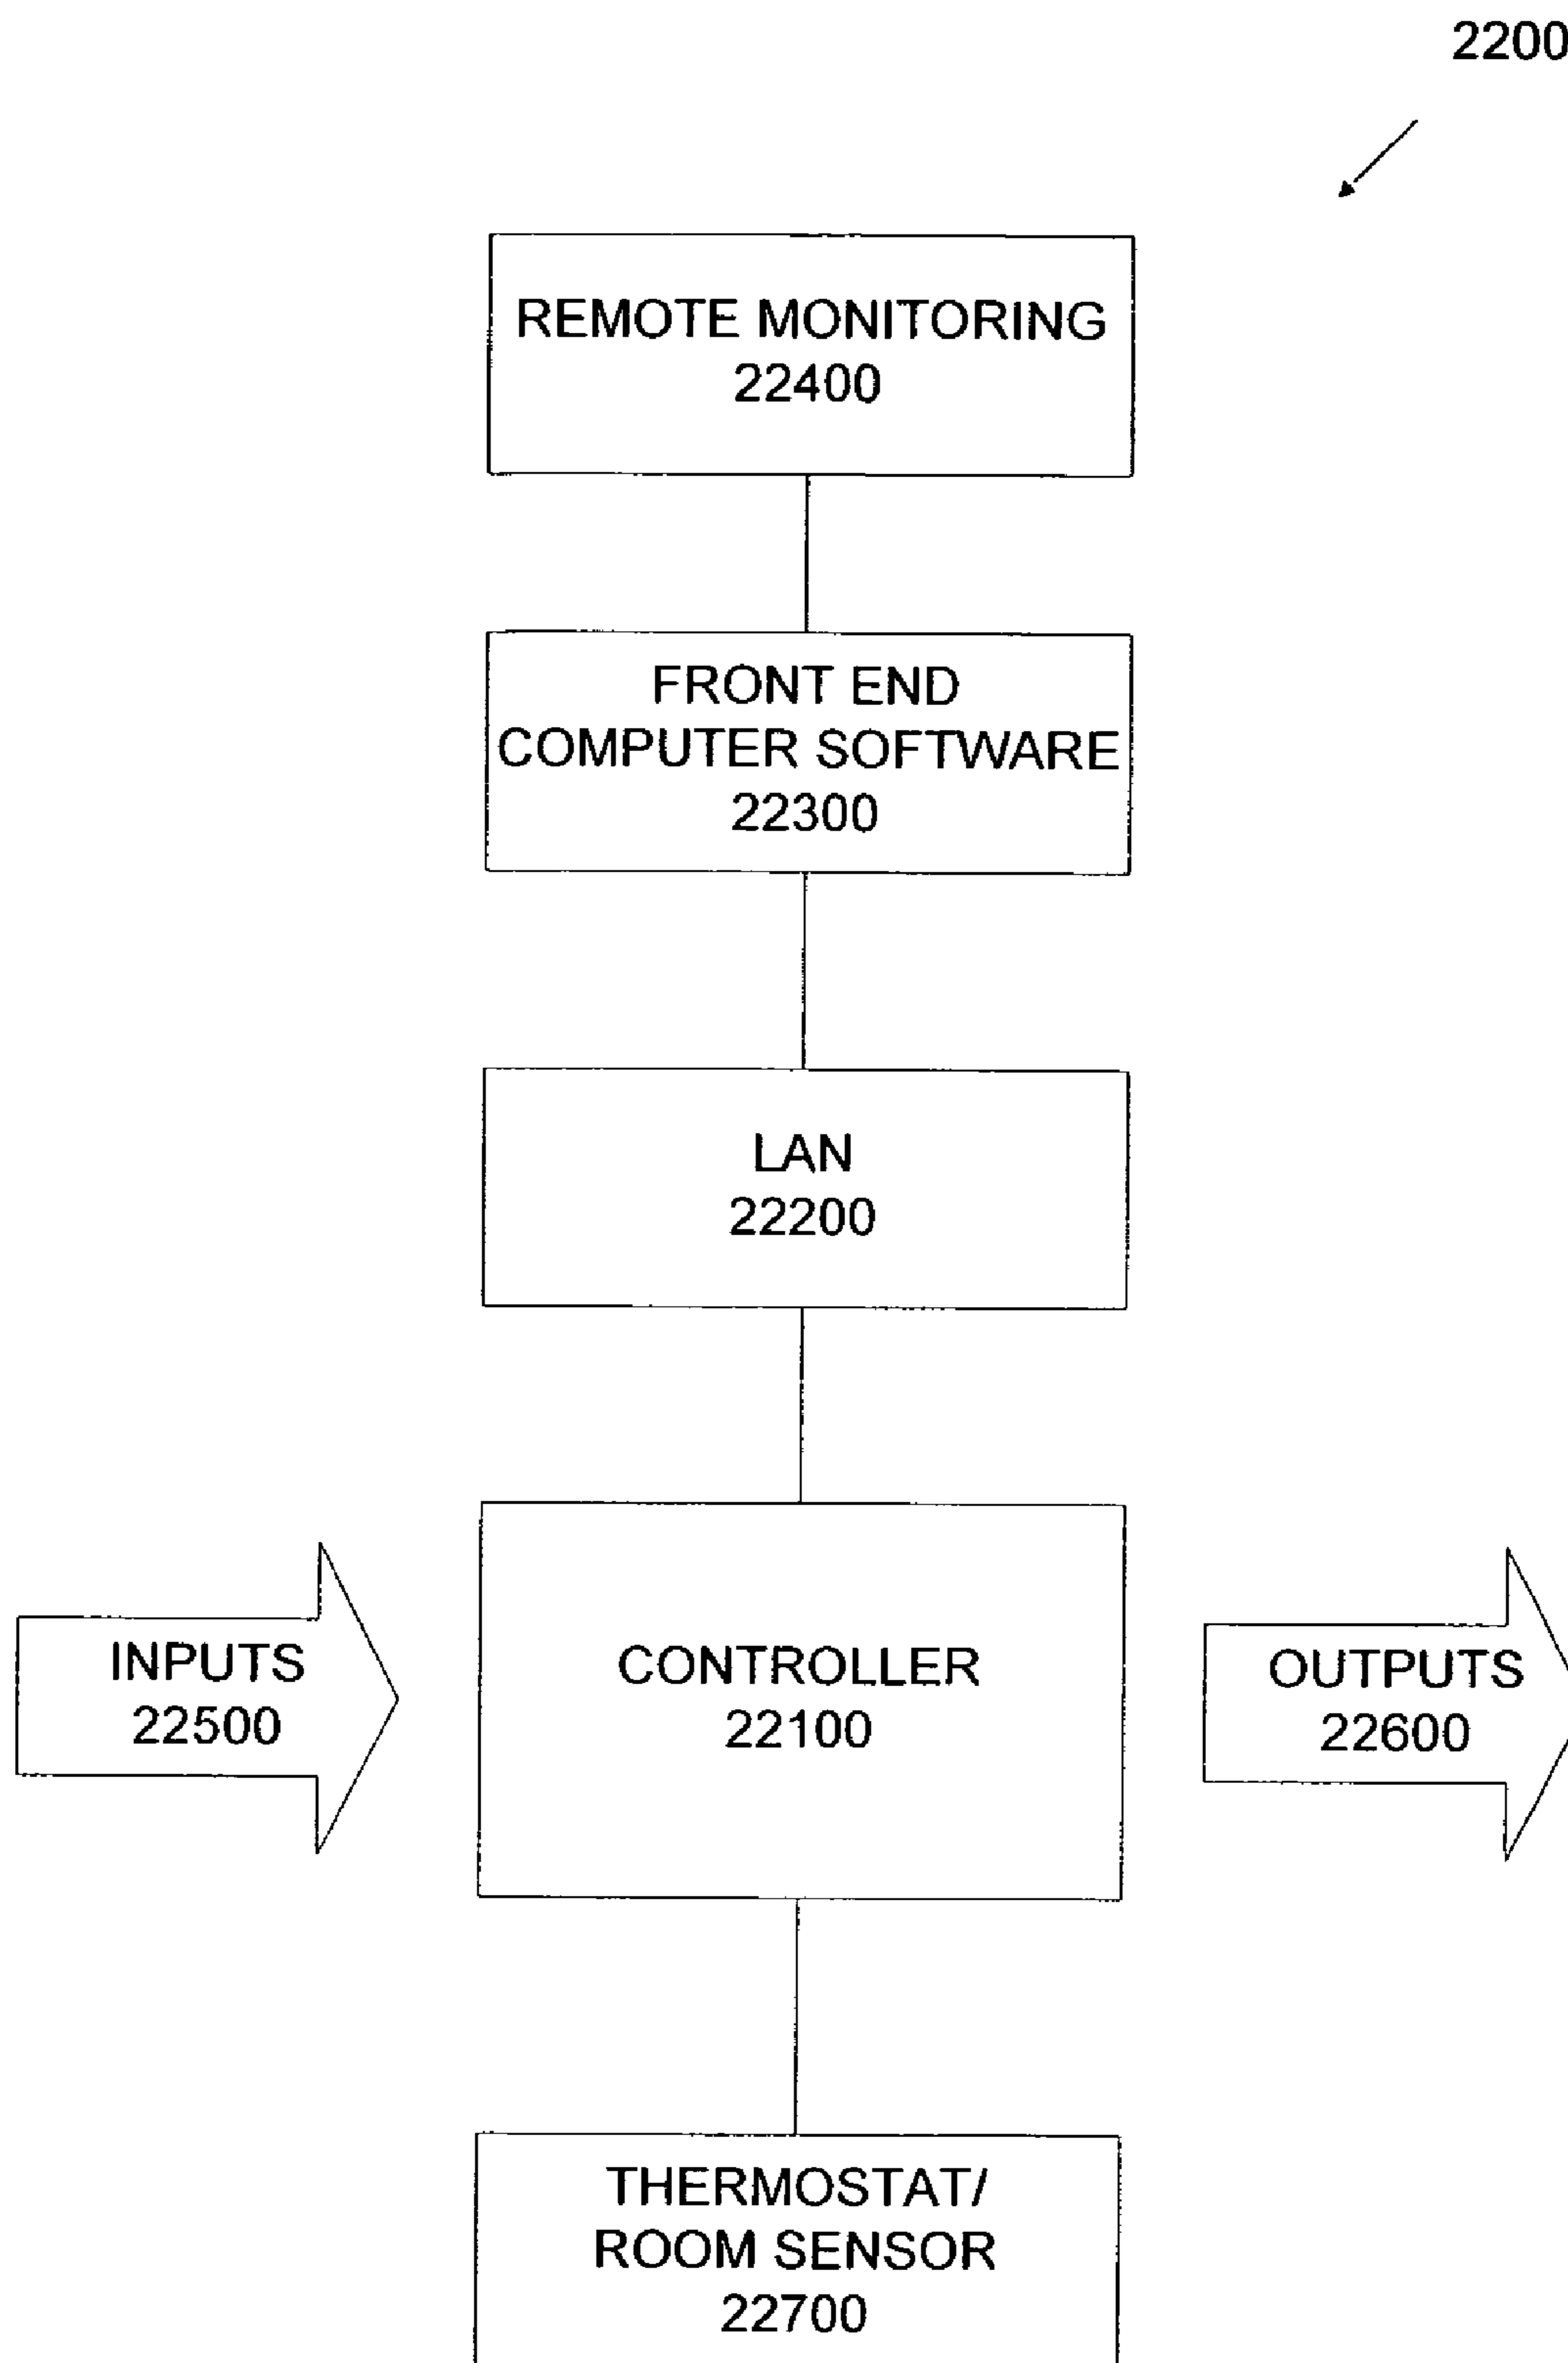 2200
REMOTE MONITORING
22400
FRONT END
COMPUTER SOFTWARE
22300
LAN
22200
INPUTS
22500
CONTROLLER
22100
OUTPUTS
22600
THERMOSTAT/
ROOM SENSOR
22700